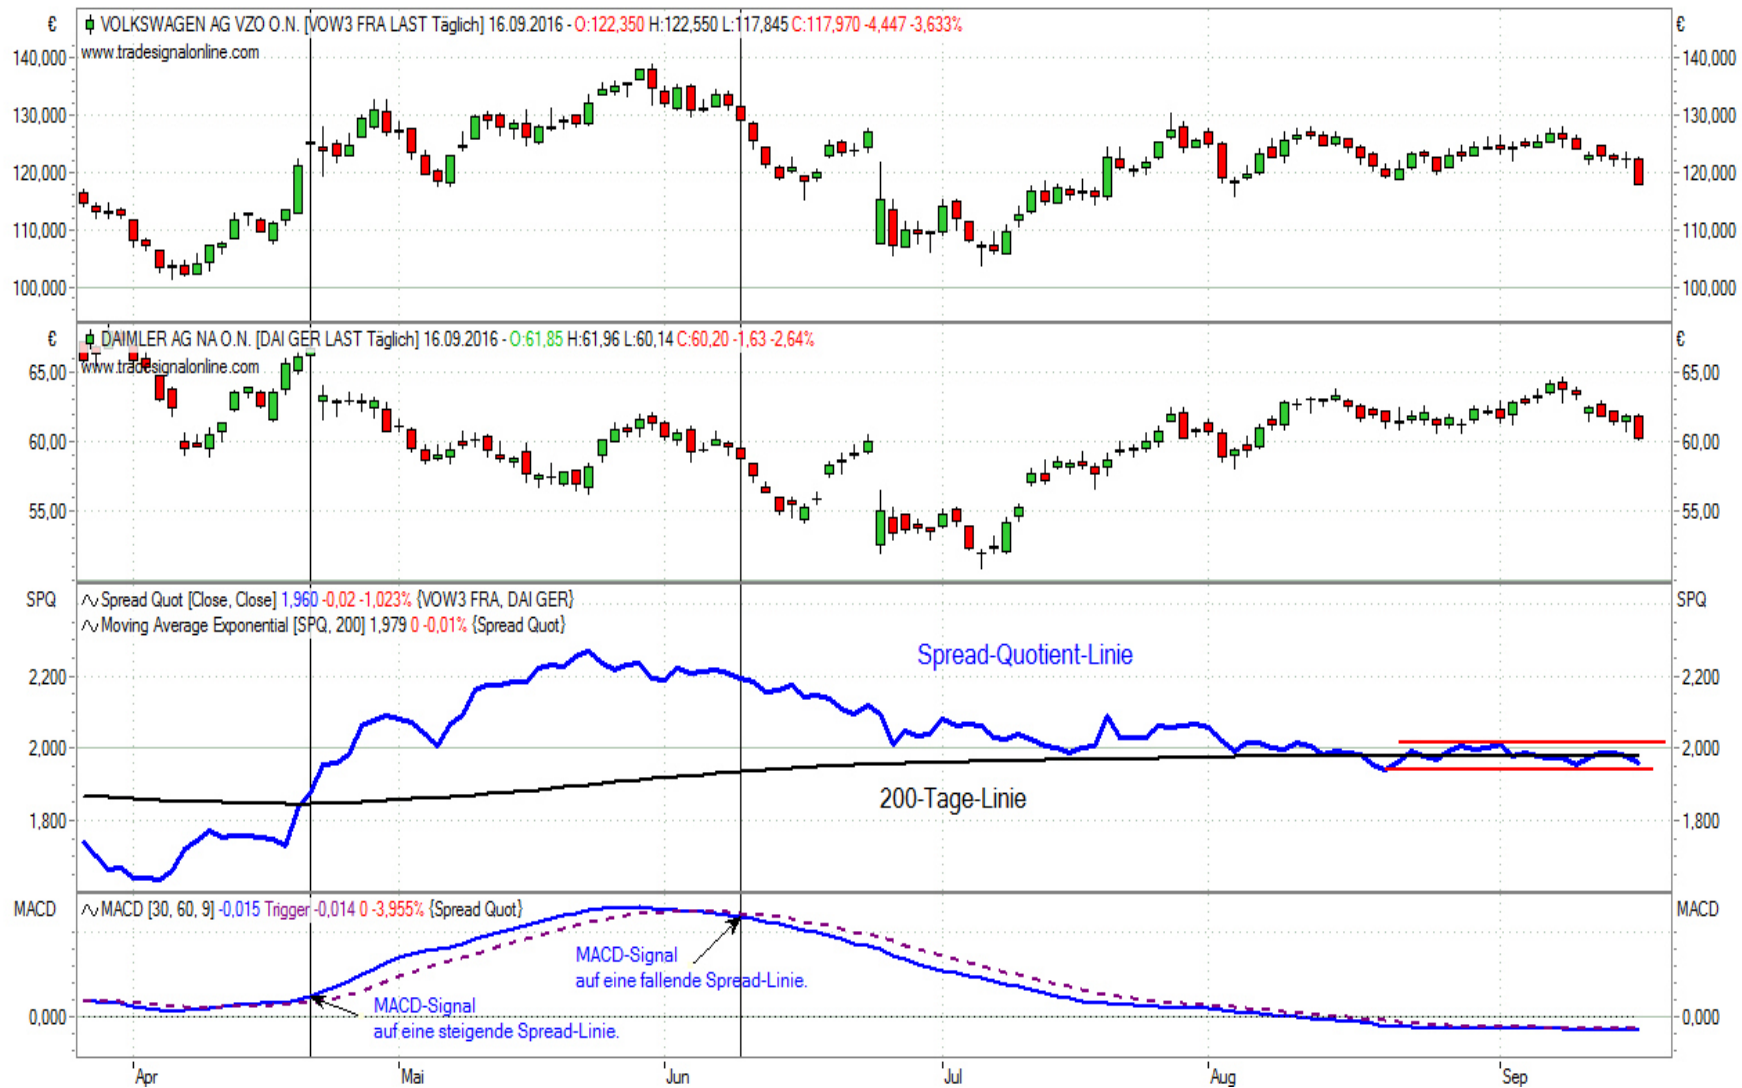 € VOLKSWAGEN AG VZO O.N. [VOW3 FRA LAST Täglich] 16.09.2016 - O:122,350 H:122,550 L:117,845 C:117,970 -4,447 -3,633% €
www.tradesignalonline.com
140,000 140,000
130,000 130,000
120,000 120,000
110,000 110,000
100,000 100,000
€ DAIMLER AG NA O.N. [DAI GER LAST Täglich] 16.09.2016 - O:61,85 H:61,96 L:60,14 C:60,20 -1,63 -2,64% €
www.tradesignalonline.com
65,00 65,00
60,00 60,00
55,00 55,00
SPQ Spread Quot [Close, Close] 1,960 -0,02 -1,023% {VOW3 FRA, DAI GER} SPQ
Moving Average Exponential [SPQ, 200] 1,979 0 -0,01% {Spread Quot}
Spread-Quotient-Linie
2,200 2,200
2,000 2,000
200-Tage-Linie
1,800 1,800
MACD MACD [30, 60, 9] -0,015 Trigger -0,014 0 -3,955% {Spread Quot} MACD
MACD-Signal
auf eine fallende Spread-Linie.
MACD-Signal
auf eine steigende Spread-Linie.
0,000 0,000
Apr Mai Jun Jul Aug Sep